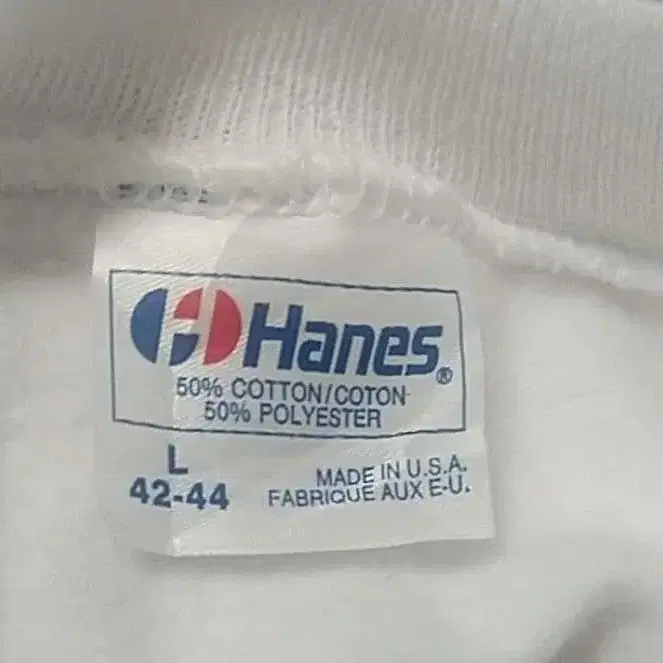 Hanes®
50% COTTON/COTON
50% POLYESTER
L
42-44
MADE IN U.S.A.
FABRIQUE AUX E-U.